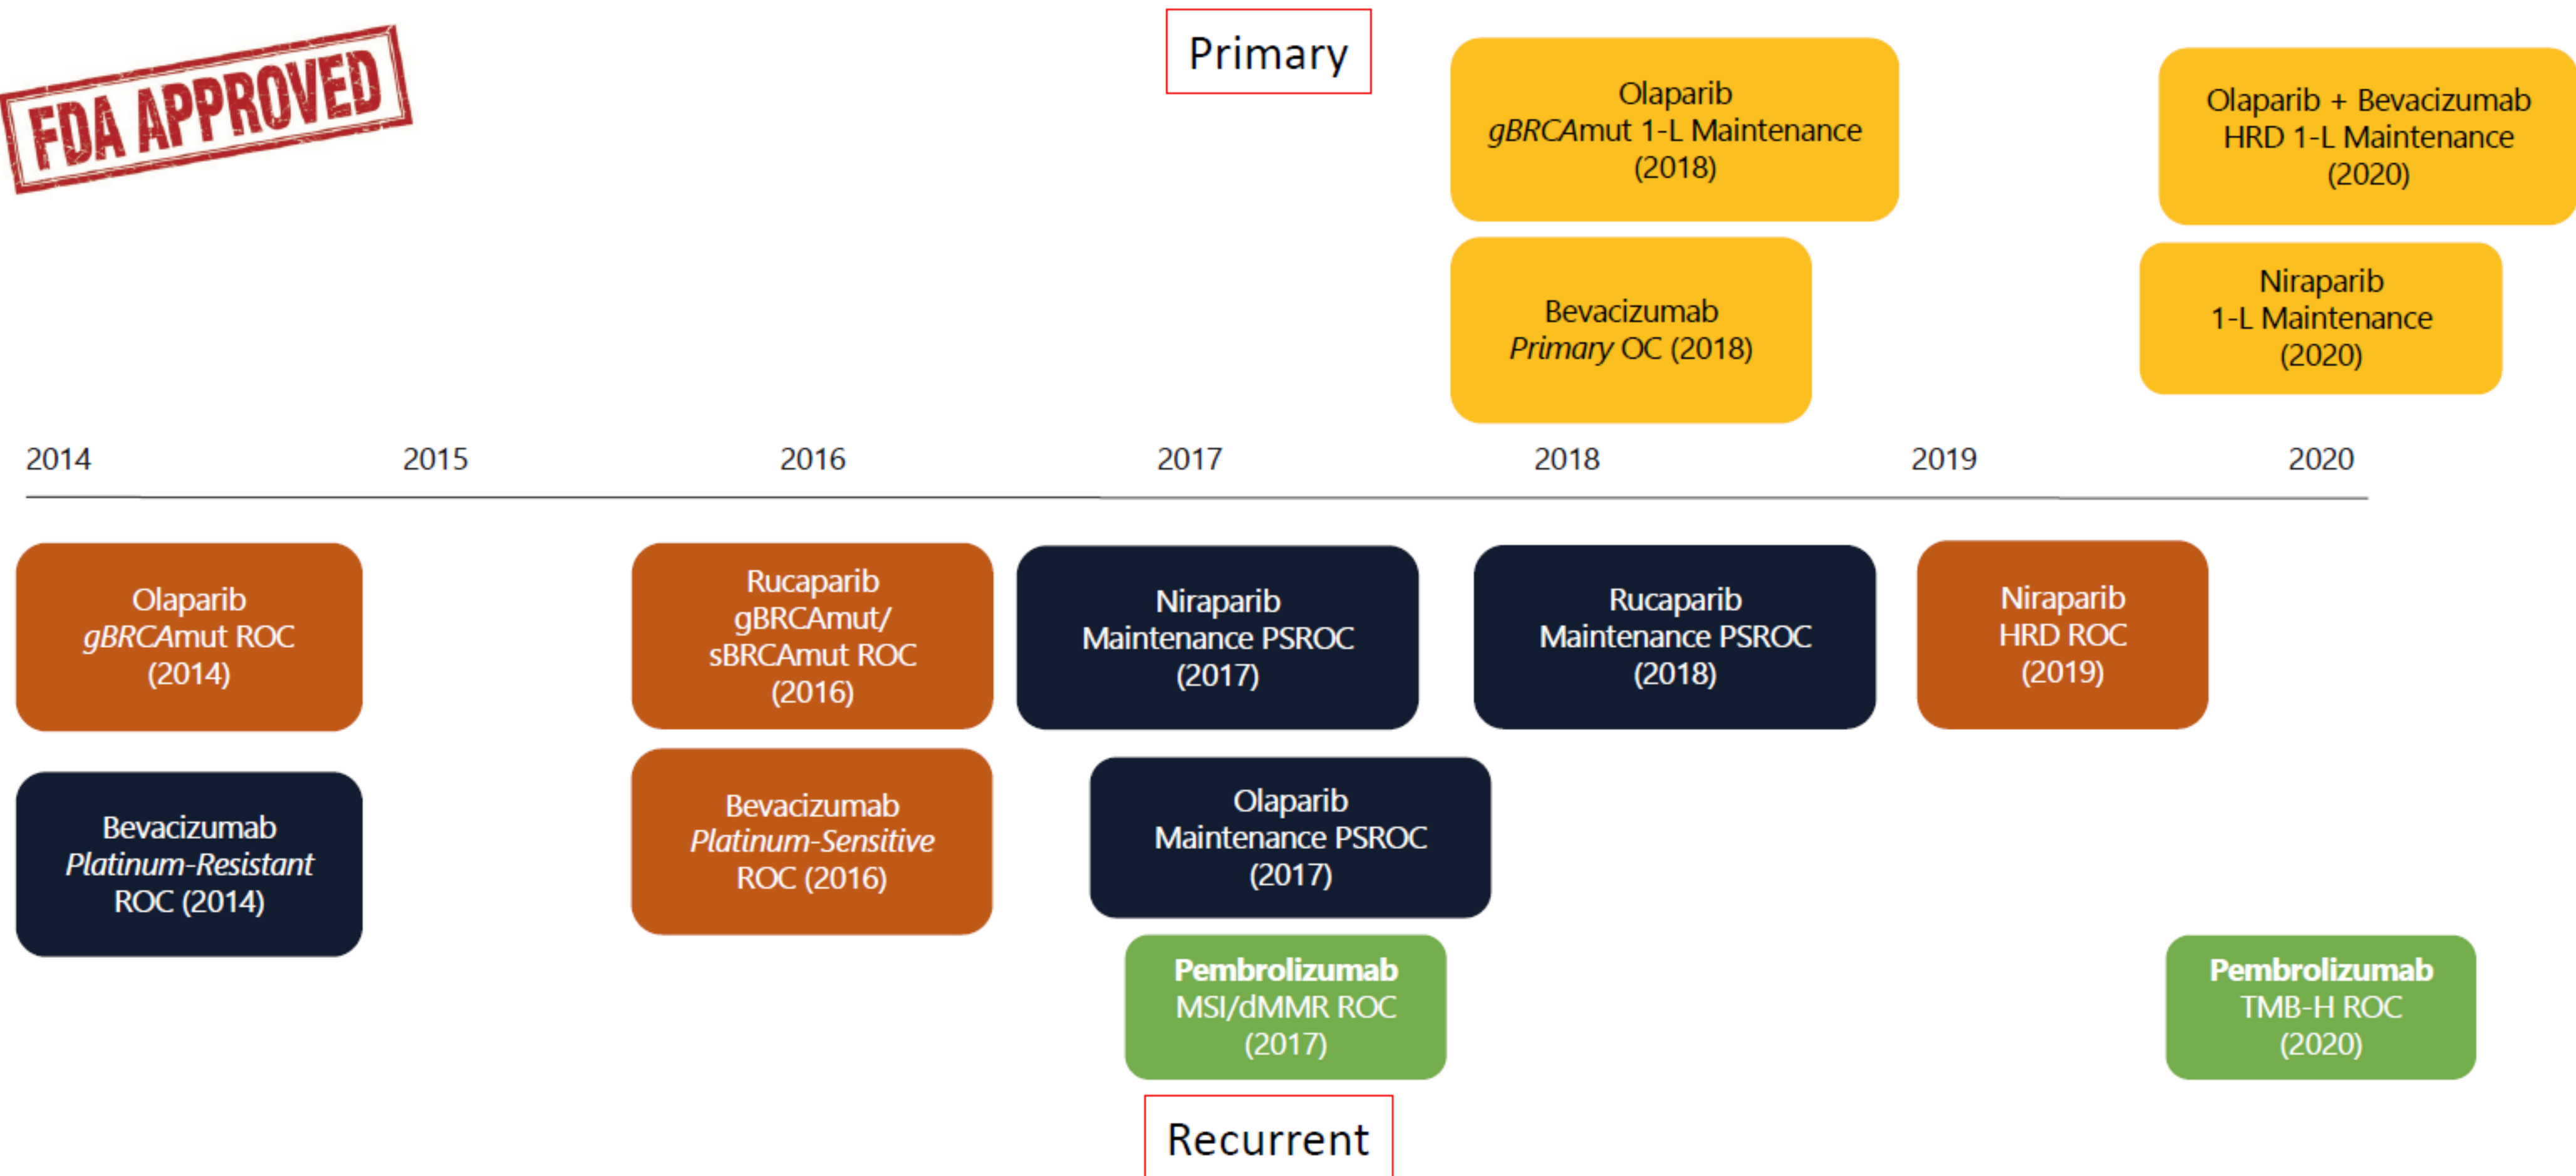 FDA APPROVED
Primary
Olaparib
gBRCAmut 1-L Maintenance
(2018)
Olaparib + Bevacizumab
HRD 1-L Maintenance
(2020)
Bevacizumab
Primary OC (2018)
Niraparib
1-L Maintenance
(2020)
2014
2015
2016
2017
2018
2019
2020
Olaparib
gBRCAmut ROC
(2014)
Rucaparib
gBRCAmut/
sBRCAmut ROC
(2016)
Niraparib
Maintenance PSROC
(2017)
Rucaparib
Maintenance PSROC
(2018)
Niraparib
HRD ROC
(2019)
Bevacizumab
Platinum-Resistant
ROC (2014)
Bevacizumab
Platinum-Sensitive
ROC (2016)
Olaparib
Maintenance PSROC
(2017)
Pembrolizumab
MSI/dMMR ROC
(2017)
Pembrolizumab
TMB-H ROC
(2020)
Recurrent